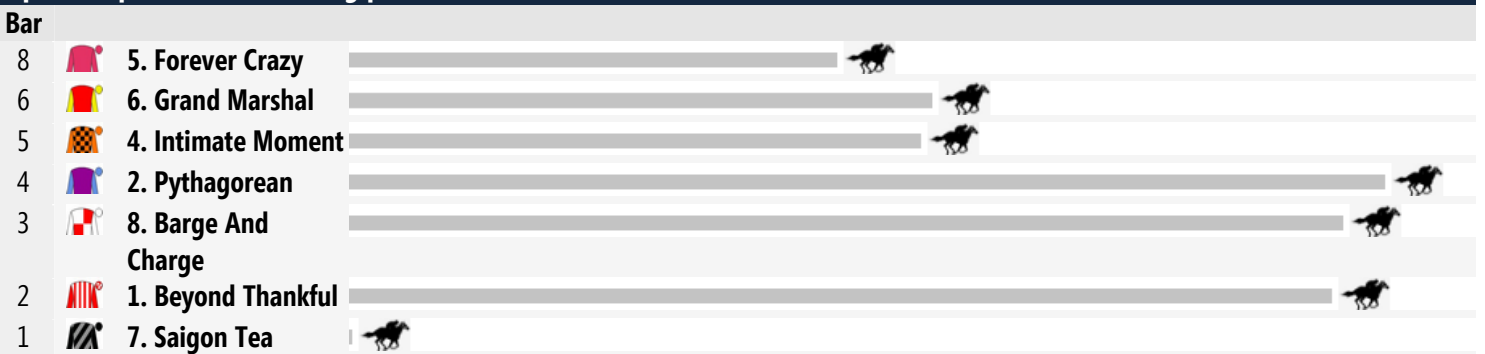 Bar
8 5. Forever Crazy
6 6. Grand Marshal
5 4. Intimate Moment
4 2. Pythagorean
3 8. Barge And
Charge
2 1. Beyond Thankful
1 7. Saigon Tea